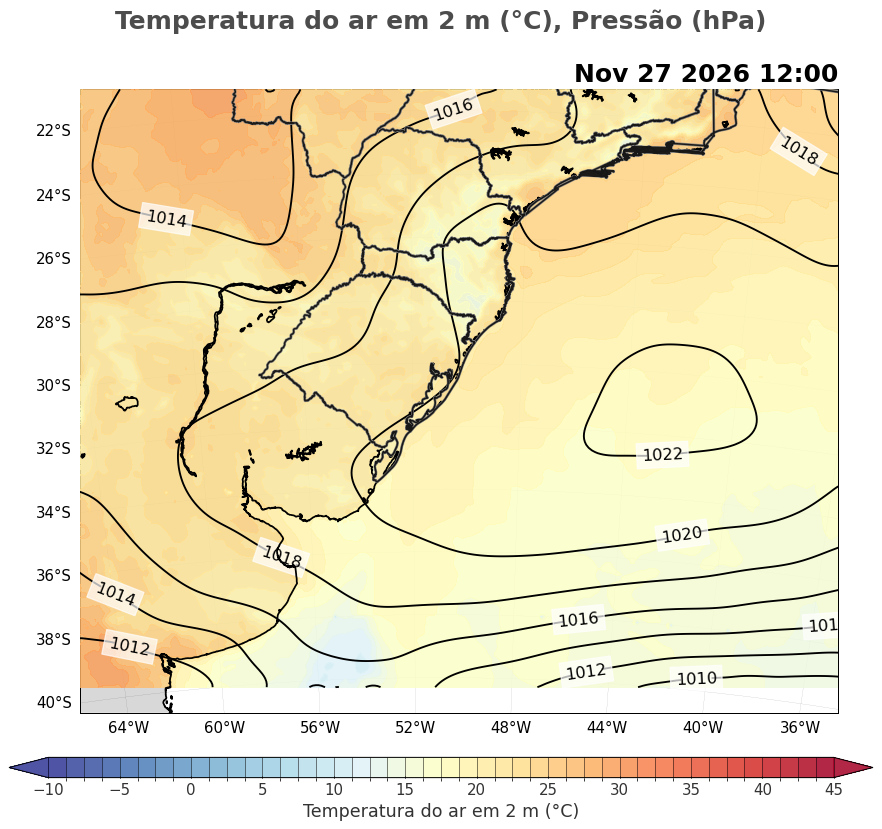 Temperatura do ar em 2 m (°C), Pressão (hPa)
Nov 27 2026 12:00
1016
22°S
1018
24°S
1014
26°S
28°S
30°S
32°S
1022
34°S
1020
1018
36°S
1014
1016
101
38°S
1012
1012
1010
40°S
64°W 60°W 56°W 52°W 48°W 44°W 40°W 36°W
−10 −5 0 5 10 15 20 25 30 35 40 45
Temperatura do ar em 2 m (°C)